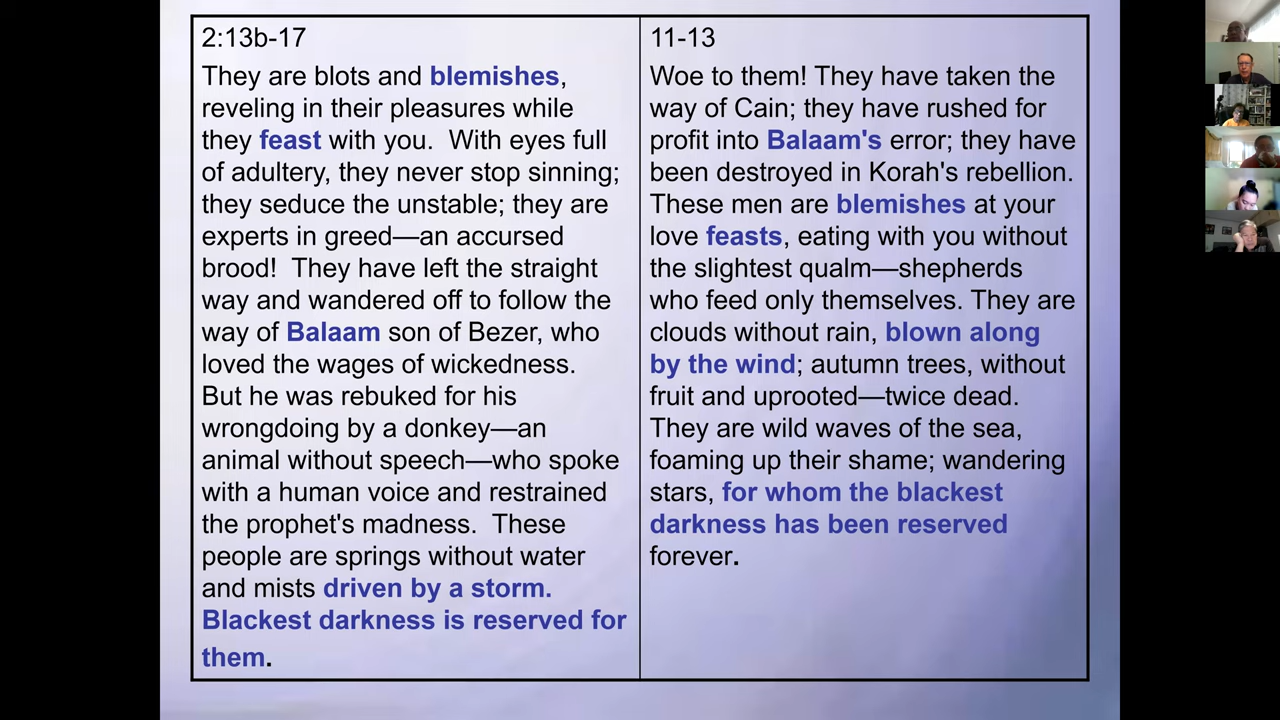 2:13b-17
They are blots and blemishes,
reveling in their pleasures while
they feast with you.  With eyes full
of adultery, they never stop sinning;
they seduce the unstable; they are
experts in greed—an accursed
brood!  They have left the straight
way and wandered off to follow the
way of Balaam son of Bezer, who
loved the wages of wickedness.
But he was rebuked for his
wrongdoing by a donkey—an
animal without speech—who spoke
with a human voice and restrained
the prophet's madness.  These
people are springs without water
and mists driven by a storm.
Blackest darkness is reserved for
them.
11-13
Woe to them! They have taken the
way of Cain; they have rushed for
profit into Balaam's error; they have
been destroyed in Korah's rebellion.
These men are blemishes at your
love feasts, eating with you without
the slightest qualm—shepherds
who feed only themselves. They are
clouds without rain, blown along
by the wind; autumn trees, without
fruit and uprooted—twice dead.
They are wild waves of the sea,
foaming up their shame; wandering
stars, for whom the blackest
darkness has been reserved
forever.